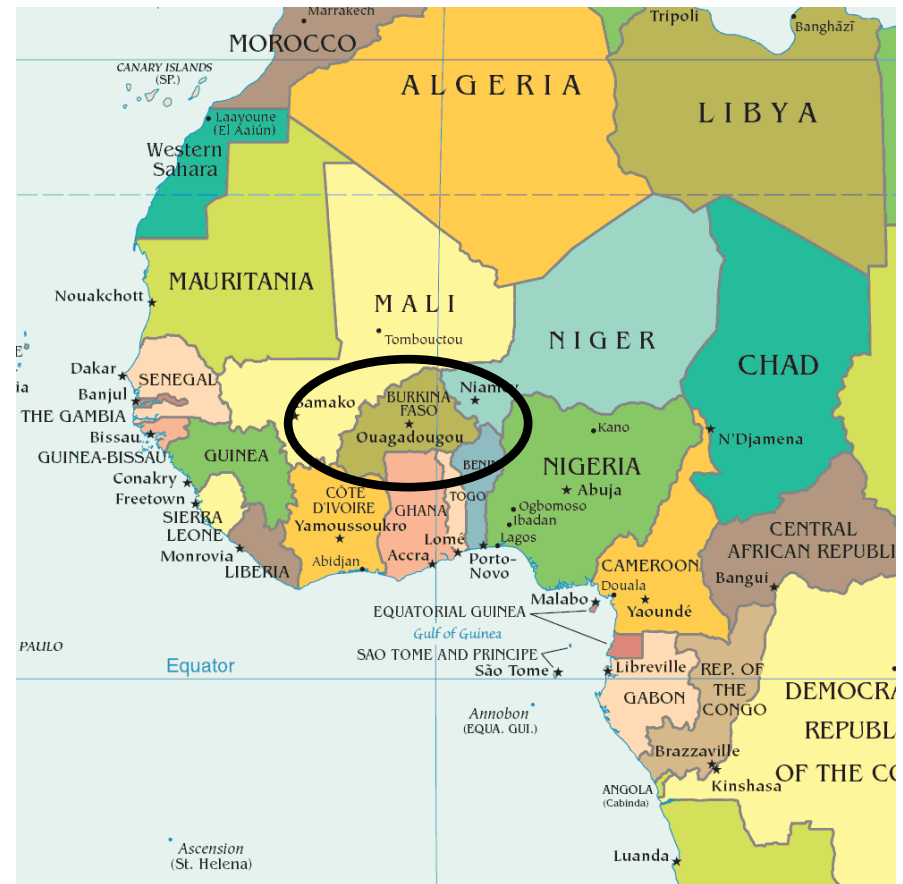 Marrakech
MOROCCO
CANARY ISLANDS
(SP.)
Tripoli
Banghāzī
ALGERIA
LIBYA
Laayoune
(El Áaiún)
Western
Sahara
MAURITANIA
Nouakchott
MALI
Tombouctou
NIGER
CHAD
Dakar
SENEGAL
Banjul
THE GAMBIA
Bissau
GUINEA-BISSAU
GUINEA
Conakry
Freetown
SIERRA
LEONE
Monrovia
LIBERIA
Bamako
BURKINA
FASO
Ouagadougou
CÔTE
D'IVOIRE
Yamoussoukro
Abidjan
GHANA
Accra
TOGO
Lomé
Porto-
Novo
NIGERIA
Kano
Abuja
Ogbomoso
Ibadan
Lagos
N'Djamena
CENTRAL
AFRICAN REPUBLI
Bangui
CAMEROON
Douala
Yaoundé
Malabo
EQUATORIAL GUINEA
Gulf of Guinea
SAO TOME AND PRINCIPE
São Tome
PAULO
Equator
Libreville
GABON
REP. OF
THE
CONGO
DEMOCRA
REPUBL
OF THE CO
Annobon
(EQUA. GUI.)
Brazzaville
Kinshasa
ANGOLA
(Cabinda)
Ascension
(St. Helena)
Luanda